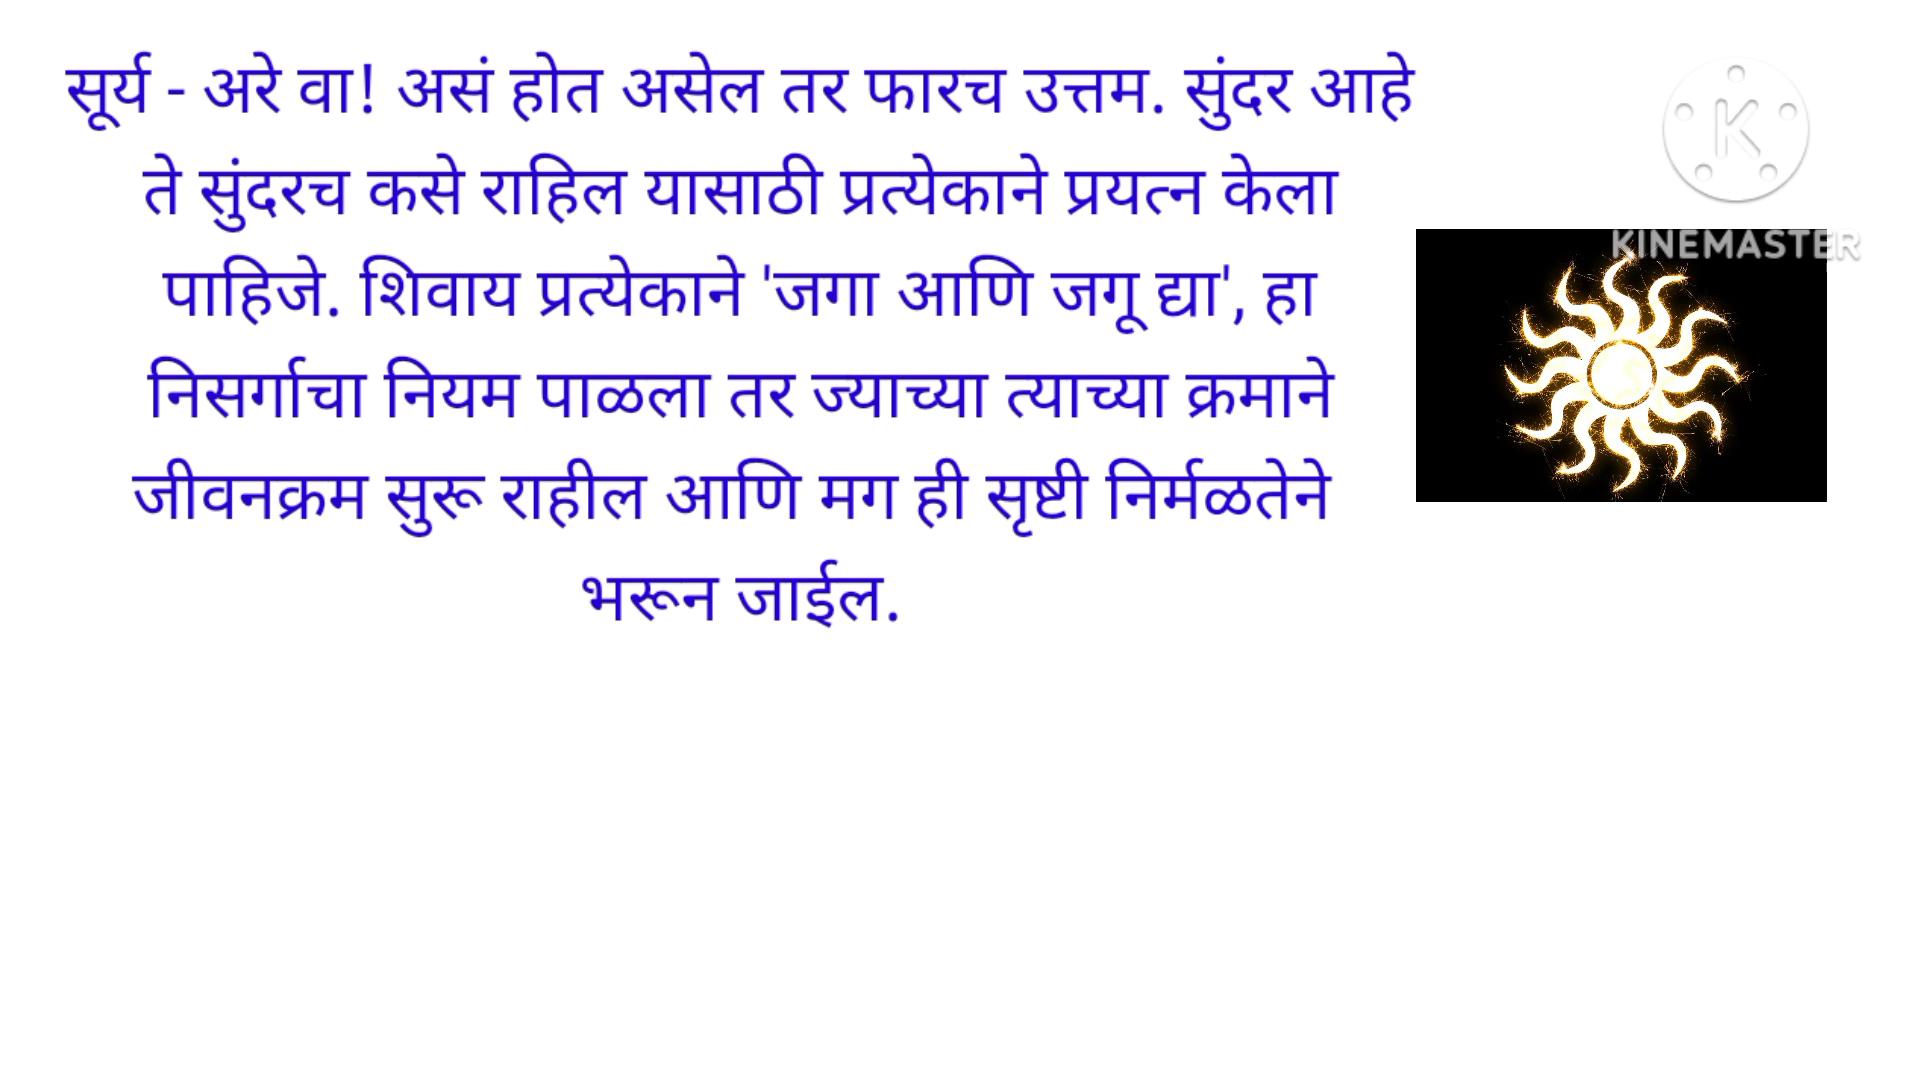 सूर्य - अरे वा! असं होत असेल तर फारच उत्तम. सुंदर आहे
ते सुंदरच कसे राहिल यासाठी प्रत्येकाने प्रयत्न केला
पाहिजे. शिवाय प्रत्येकाने 'जगा आणि जगू द्या', हा
निसर्गाचा नियम पाळला तर ज्याच्या त्याच्या क्रमाने
जीवनक्रम सुरू राहील आणि मग ही सृष्टी निर्मळतेने
भरून जाईल.
K
KINEMASTER